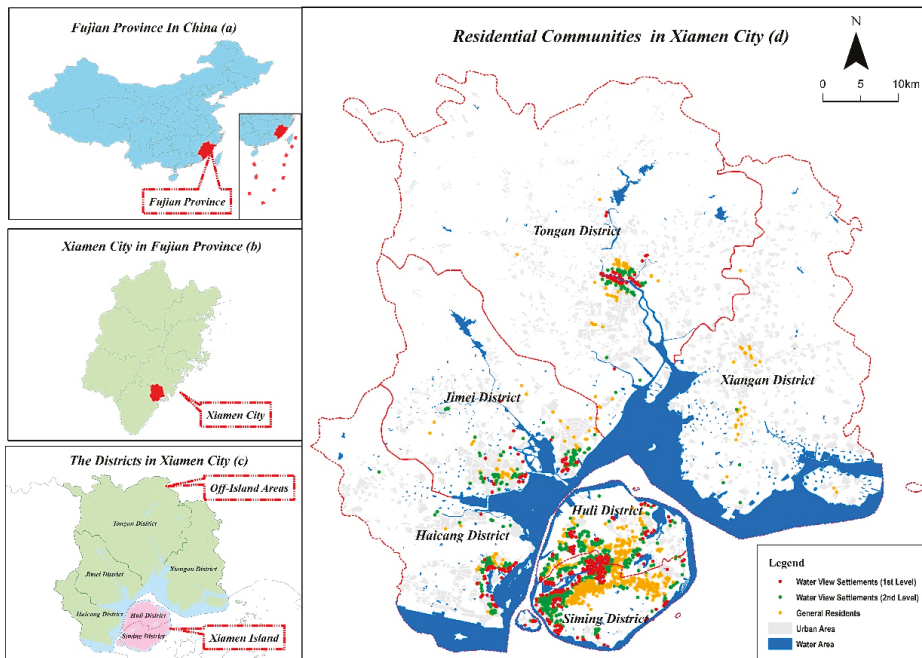 Fujian Province In China (a)
Fujian Province
Xiamen City in Fujian Province (b)
Xiamen City
The Districts in Xiamen City (c)
Off-Island Areas
Tongan District
Jimei District
Xiangan District
Haicang District
Huli District
Siming District
Xiamen Island
Residential Communities in Xiamen City (d)
N
0 10km
Tongan District
Jimei District
Xiangan District
Huli District
Haicang District
Siming District
Legend
Water View Settlements (1st Level)
Water View Settlements (2nd Level)
General Residents
Urban Area
Water Area